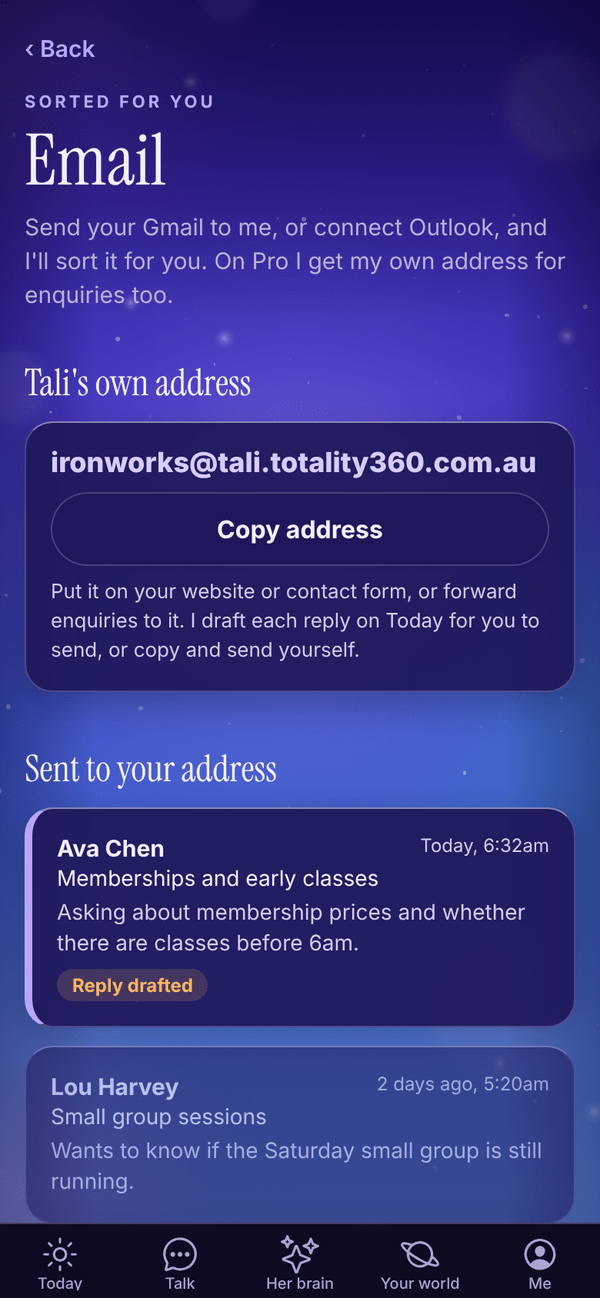 ‹ Back
SORTED FOR YOU
Email
Send your Gmail to me, or connect Outlook, and
I'll sort it for you. On Pro I get my own address for
enquiries too.
Tali's own address
ironworks@tali.totality360.com.au
Copy address
Put it on your website or contact form, or forward
enquiries to it. I draft each reply on Today for you to
send, or copy and send yourself.
Sent to your address
Ava Chen
Today, 6:32am
Memberships and early classes
Asking about membership prices and whether
there are classes before 6am.
Reply drafted
Lou Harvey
2 days ago, 5:20am
Small group sessions
Wants to know if the Saturday small group is still
running.
Today
Talk
Her brain
Your world
Me